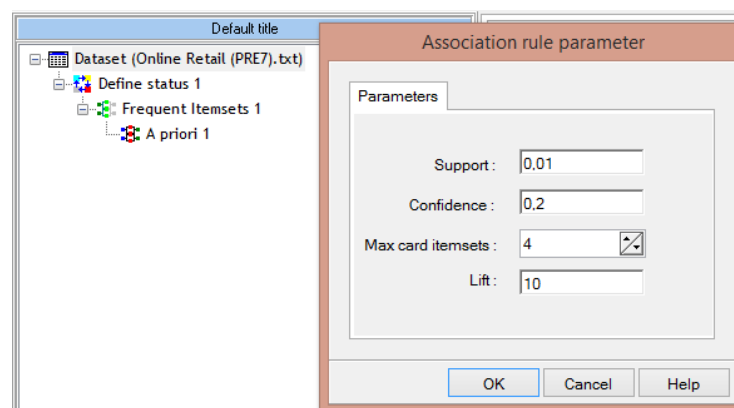 Default title
Dataset (Online Retail (PRE7).txt)
Define status 1
Frequent Itemsets 1
A priori 1
Association rule parameter
Parameters
Support : 0,01
Confidence : 0,2
Max card itemsets : 4
Lift : 10
OK Cancel Help